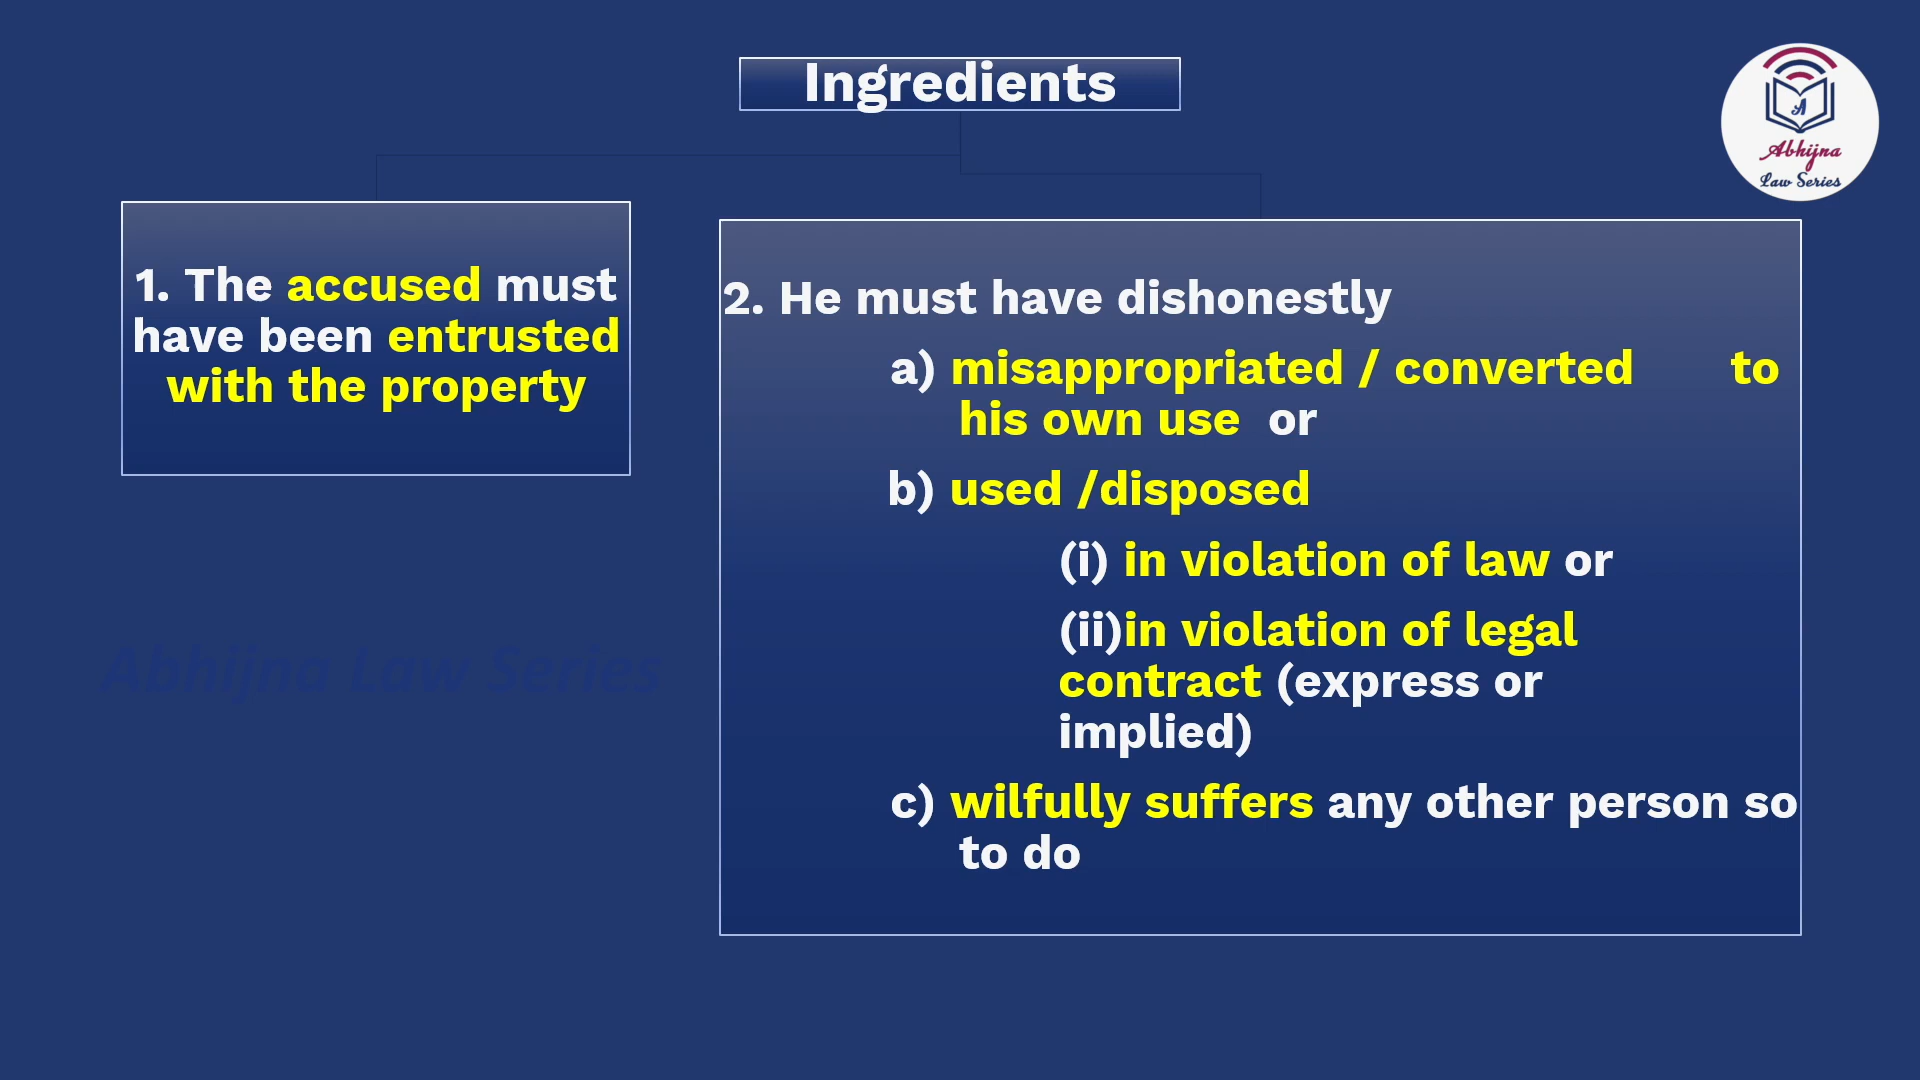 Ingredients
A
Abhijna
Law Series
1. The accused must
have been entrusted
with the property
2. He must have dishonestly
a) misappropriated / converted to
his own use or
b) used /disposed
(i) in violation of law or
(ii)in violation of legal
contract (express or
implied)
c) wilfully suffers any other person so
to do
Abhijna Law Series